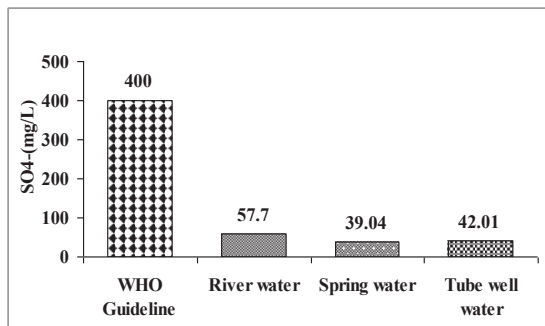 SO4-(mg/L)
500
400
300
200
100
0
400
57.7
39.04
42.01
WHO
Guideline
River water
Spring water
Tube well
water